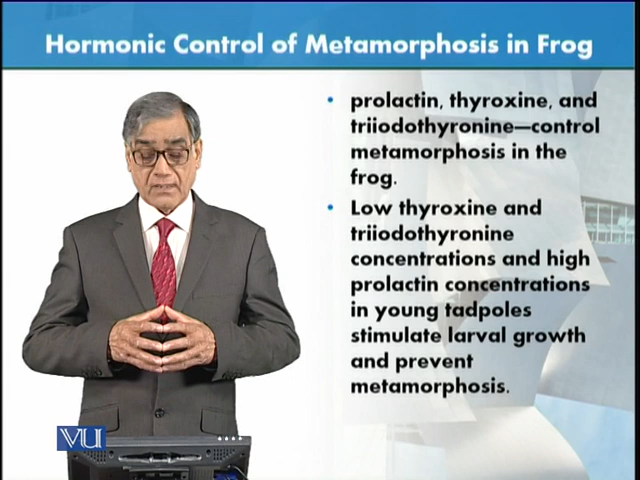 Hormonic Control of Metamorphosis in Frog
• prolactin, thyroxine, and
triiodothyronine—control
metamorphosis in the
frog.
• Low thyroxine and
triiodothyronine
concentrations and high
prolactin concentrations
in young tadpoles
stimulate larval growth
and prevent
metamorphosis.
VU